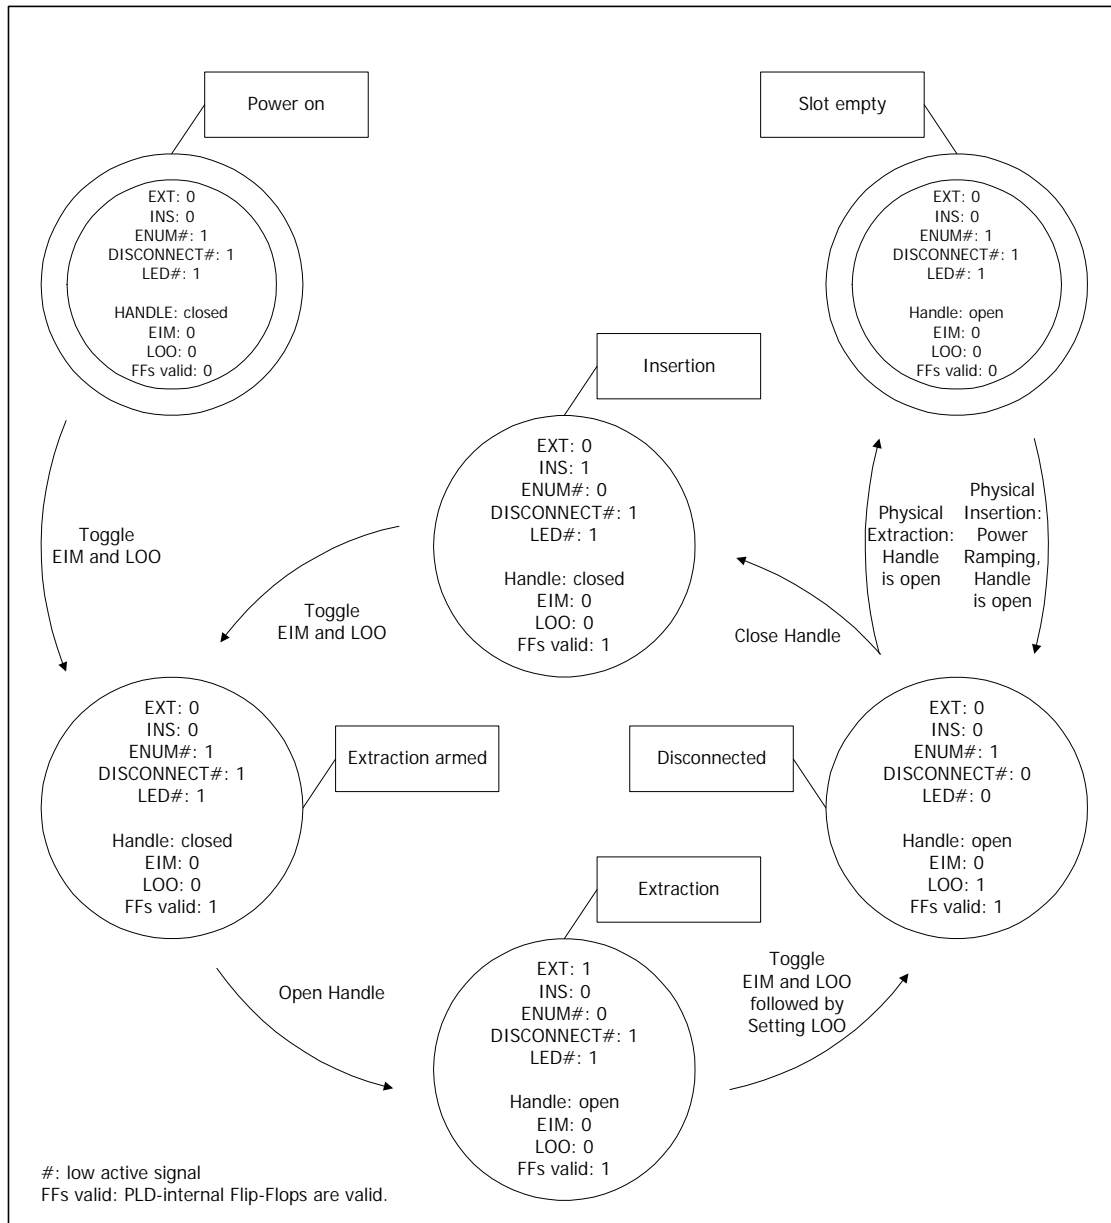 Power on
EXT: 0
INS: 0
ENUM#: 1
DISCONNECT#: 1
LED#: 1
HANDLE: closed
EIM: 0
LOO: 0
FFs valid: 0
Slot empty
EXT: 0
INS: 0
ENUM#: 1
DISCONNECT#: 1
LED#: 1
Handle: open
EIM: 0
LOO: 0
FFs valid: 0
Insertion
EXT: 0
INS: 1
ENUM#: 0
DISCONNECT#: 1
LED#: 1
Handle: closed
EIM: 0
LOO: 0
FFs valid: 1
Toggle
EIM and LOO
Toggle
EIM and LOO
Close Handle
Physical
Extraction:
Handle
is open
Physical
Insertion:
Power
Ramping,
Handle
is open
EXT: 0
INS: 0
ENUM#: 1
DISCONNECT#: 1
LED#: 1
Handle: closed
EIM: 0
LOO: 0
FFs valid: 1
Extraction armed
Disconnected
EXT: 0
INS: 0
ENUM#: 1
DISCONNECT#: 0
LED#: 0
Handle: open
EIM: 0
LOO: 1
FFs valid: 1
Extraction
EXT: 1
INS: 0
ENUM#: 0
DISCONNECT#: 1
LED#: 1
Handle: open
EIM: 0
LOO: 0
FFs valid: 1
Open Handle
Toggle
EIM and LOO
followed by
Setting LOO
#: low active signal
FFs valid: PLD-internal Flip-Flops are valid.